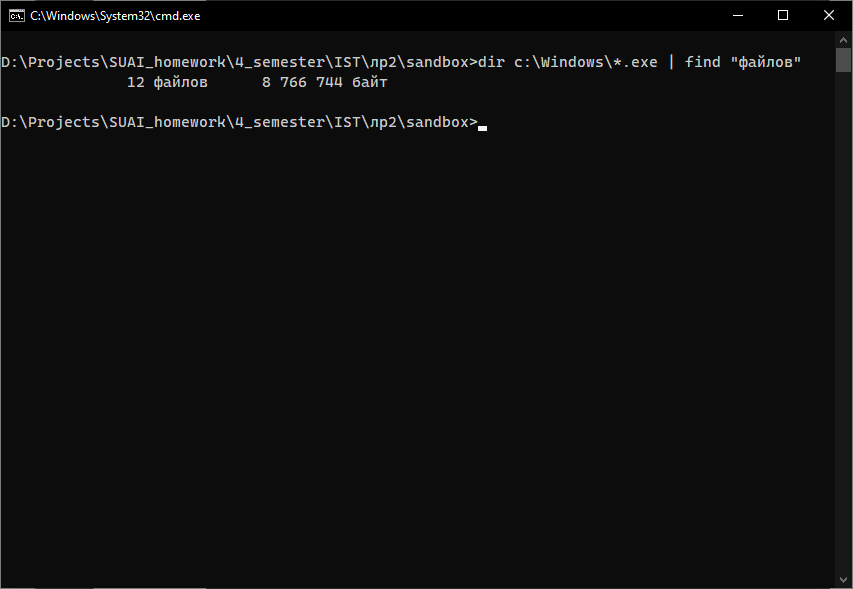 C:\Windows\System32\cmd.exe
D:\Projects\SUAI_homework\4_semester\IST\лр2\sandbox>dir c:\Windows\*.exe | find "файлов"
12 файлов 8 766 744 байт
D:\Projects\SUAI_homework\4_semester\IST\лр2\sandbox>